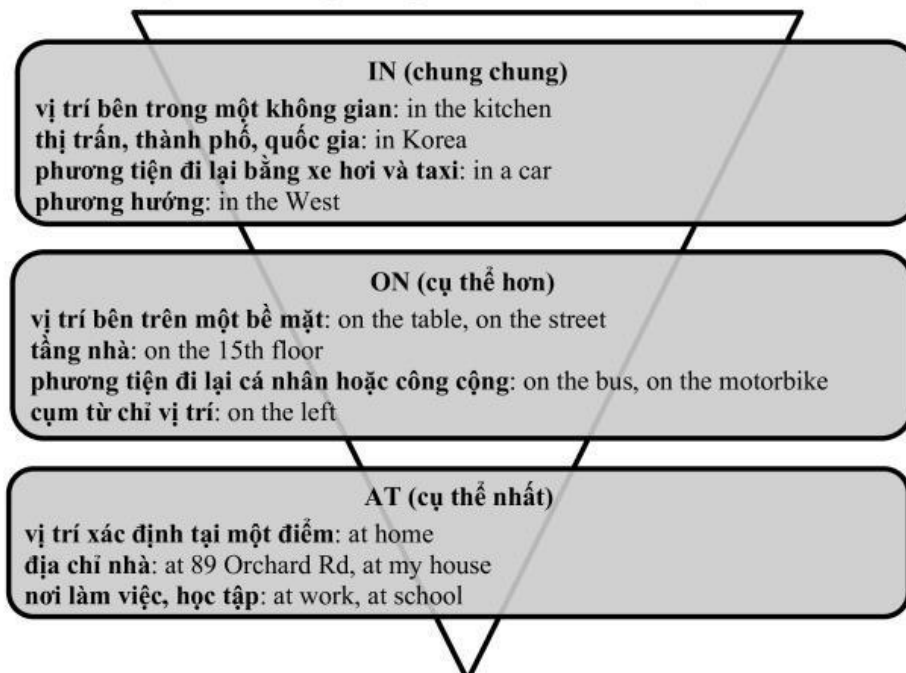 IN (chung chung)
vị trí bên trong một không gian: in the kitchen
thị trấn, thành phố, quốc gia: in Korea
phương tiện đi lại bằng xe hơi và taxi: in a car
phương hướng: in the West
ON (cụ thể hơn)
vị trí bên trên một bề mặt: on the table, on the street
tầng nhà: on the 15th floor
phương tiện đi lại cá nhân hoặc công cộng: on the bus, on the motorbike
cụm từ chỉ vị trí: on the left
AT (cụ thể nhất)
vị trí xác định tại một điểm: at home
địa chỉ nhà: at 89 Orchard Rd, at my house
nơi làm việc, học tập: at work, at school